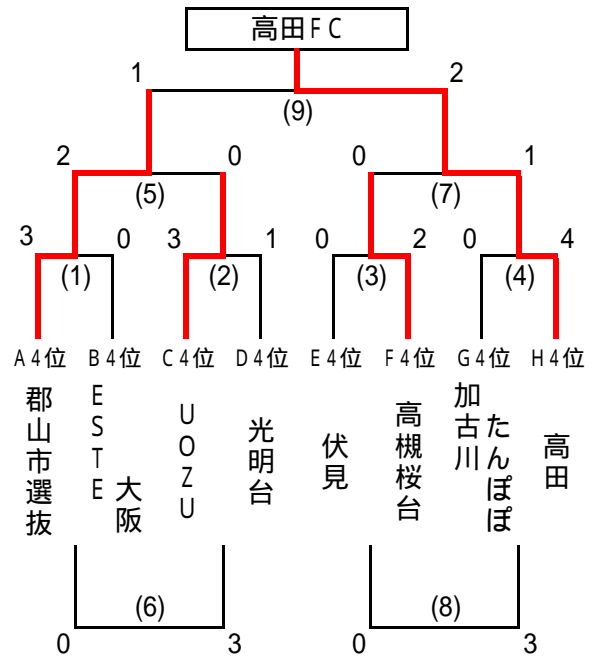 高田FC
1 2
(9)
2 0 0 1
(5) (7)
3 0 3 1 0 2 0 4
(1) (2) (3) (4)
A4位 B4位 C4位 D4位 E4位 F4位 G4位 H4位
郡山市選抜
ESTE大阪
UOZU
光明台
伏見
高槻桜台
加古川たんぽぽ
高田
(6) (8)
0 3 0 3